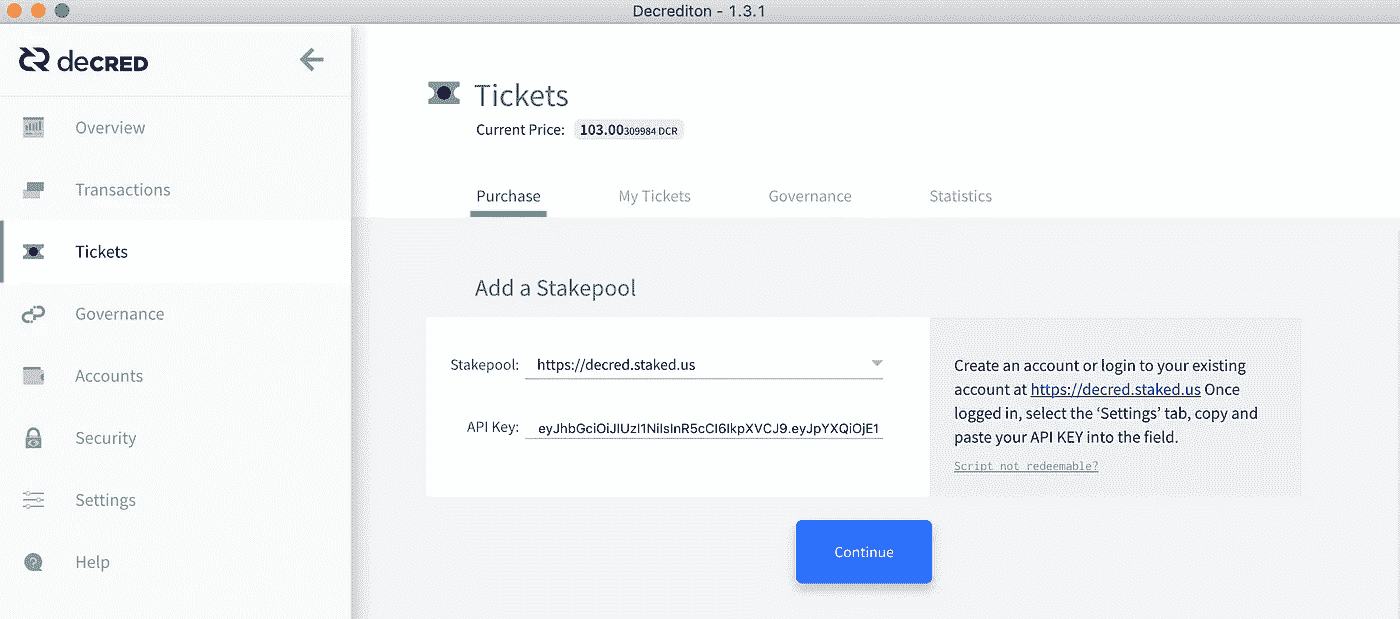 Decrediton - 1.3.1
deCRED
Overview
Transactions
Tickets
Governance
Accounts
Security
Settings
Help
Tickets
Current Price: 103.00309984 DCR
Purchase My Tickets Governance Statistics
Add a Stakepool
Stakepool: https://decred.staked.us
API Key: eyJhbGciOiJIUzI1NiIsInR5cCI6IkpXVCJ9.eyJpYXQiOjE1
Create an account or login to your existing
account at https://decred.staked.us Once
logged in, select the ‘Settings’ tab, copy and
paste your API KEY into the field.
Script not redeemable?
Continue